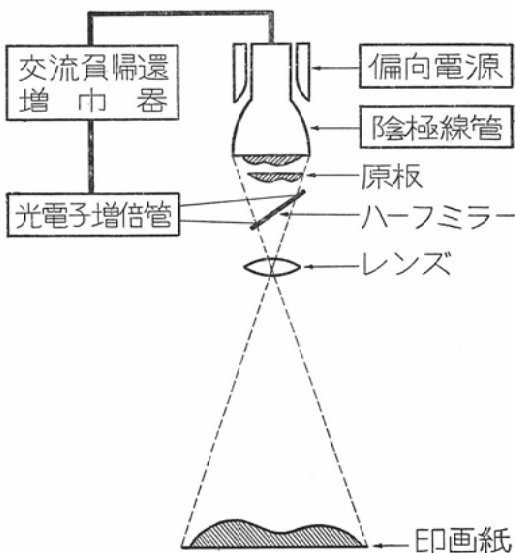 交流負帰還
増巾器
偏向電源
陰極線管
原板
光電子増倍管
ハーフミラー
レンズ
印画紙